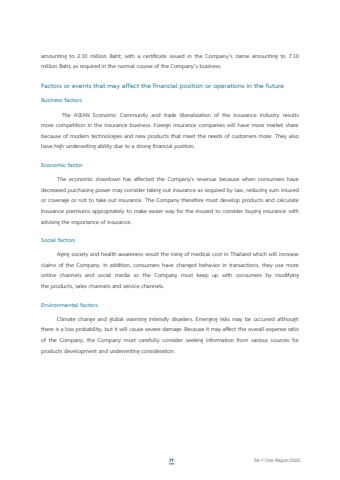 amounting to 2.10 million Baht; with a certificate issued in the Company's name amounting to 7.10
million Baht, as required in the normal course of the Company's business.
Factors or events that may affect the financial position or operations in the future
Business factors
The ASEAN Economic Community and trade liberalization of the insurance industry results
more competition in the insurance business. Foreign insurance companies will have more market share
because of modern technologies and new products that meet the needs of customers more. They also
have high underwriting ability due to a strong financial position.
Economic factor
The economic slowdown has affected the Company's revenue because when consumers have
decreased purchasing power may consider taking out insurance as required by law, reducing sum insured
or coverage or not to take out insurance. The Company therefore must develop products and calculate
insurance premiums appropriately to make easier way for the insured to consider buying insurance with
advising the importance of insurance.
Social factors
Aging society and health awareness result the rising of medical cost in Thailand which will increase
claims of the Company. In addition, consumers have changed behavior in transactions, they use more
online channels and social media so the Company must keep up with consumers by modifying
the products, sales channels and service channels.
Environmental factors
Climate change and global warming intensify disasters. Emerging risks may be occurred although
there is a low probability, but it will cause severe damage. Because it may affect the overall expense ratio
of the Company, the Company must carefully consider seeking information from various sources for
products development and underwriting consideration.
77
56-1 One Report 2022